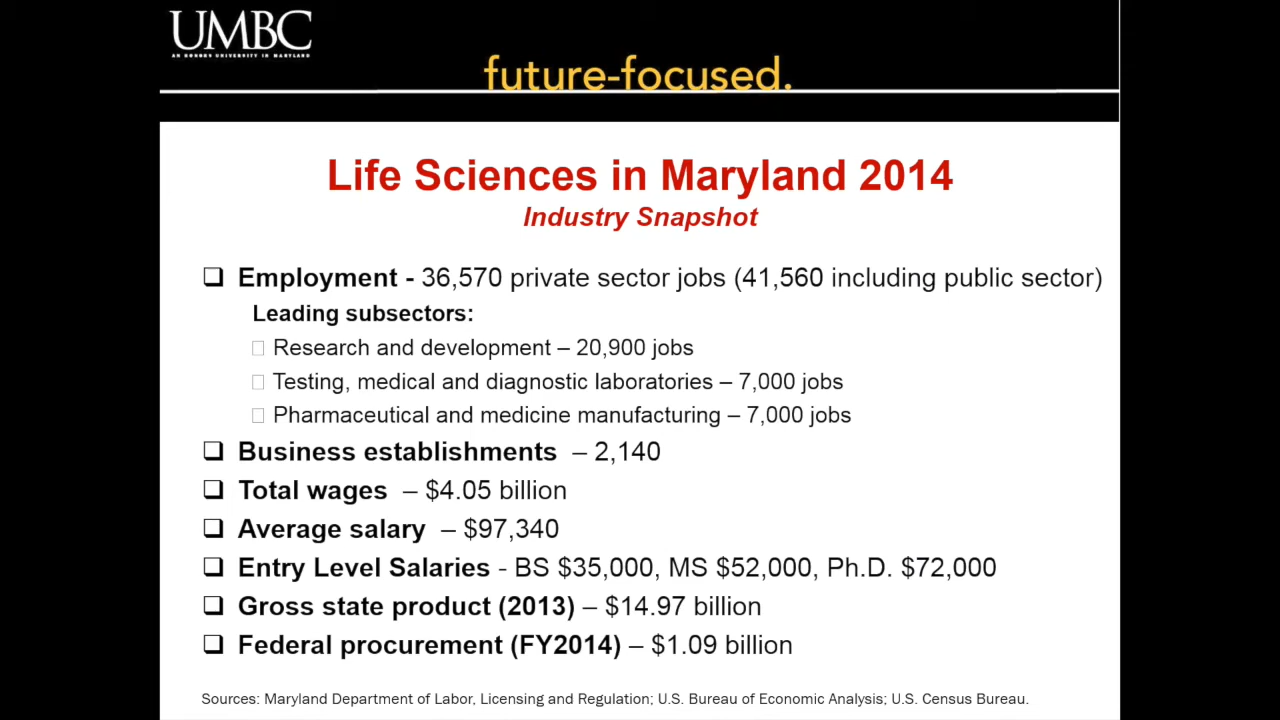 UMBC
AN HONORS UNIVERSITY IN MARYLAND
future-focused.
Life Sciences in Maryland 2014
Industry Snapshot
❑ Employment - 36,570 private sector jobs (41,560 including public sector)
Leading subsectors:
□ Research and development – 20,900 jobs
□ Testing, medical and diagnostic laboratories – 7,000 jobs
□ Pharmaceutical and medicine manufacturing – 7,000 jobs
❑ Business establishments – 2,140
❑ Total wages – $4.05 billion
❑ Average salary – $97,340
❑ Entry Level Salaries - BS $35,000, MS $52,000, Ph.D. $72,000
❑ Gross state product (2013) – $14.97 billion
❑ Federal procurement (FY2014) – $1.09 billion
Sources: Maryland Department of Labor, Licensing and Regulation; U.S. Bureau of Economic Analysis; U.S. Census Bureau.